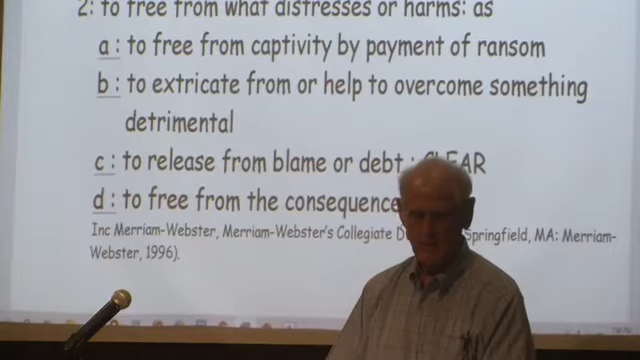 2: to free from what distresses or harms: as
a : to free from captivity by payment of ransom
b : to extricate from or help to overcome something
detrimental
c : to release from blame or debt : CLEAR
d : to free from the consequence
Inc Merriam-Webster, Merriam-Webster's Collegiate D Springfield, MA: Merriam-
Webster, 1996).